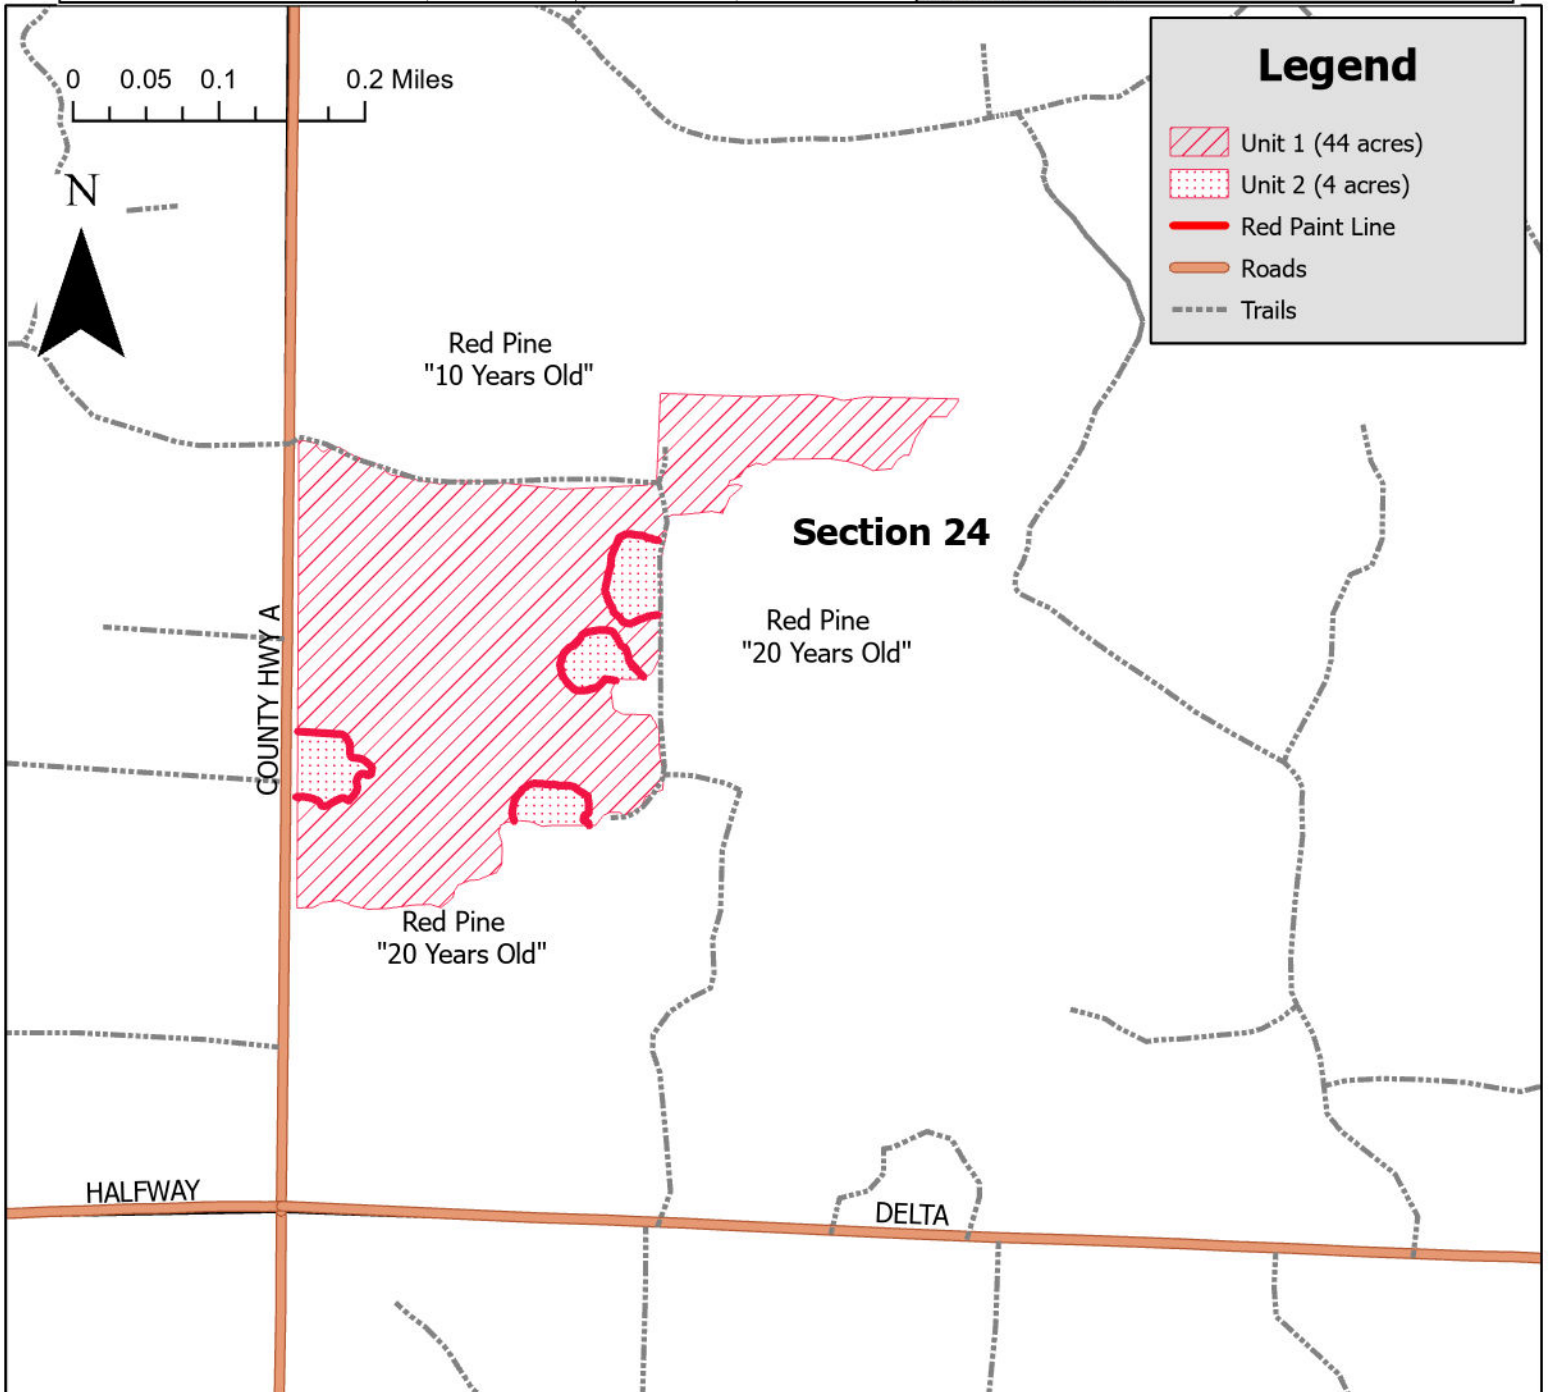 Legend
0 0.05 0.1 0.2 Miles
Unit 1 (44 acres)
Unit 2 (4 acres)
Red Paint Line
Roads
Trails
N
Red Pine
"10 Years Old"
Section 24
Red Pine
"20 Years Old"
COUNTY HWY A
Red Pine
"20 Years Old"
HALFWAY
DELTA